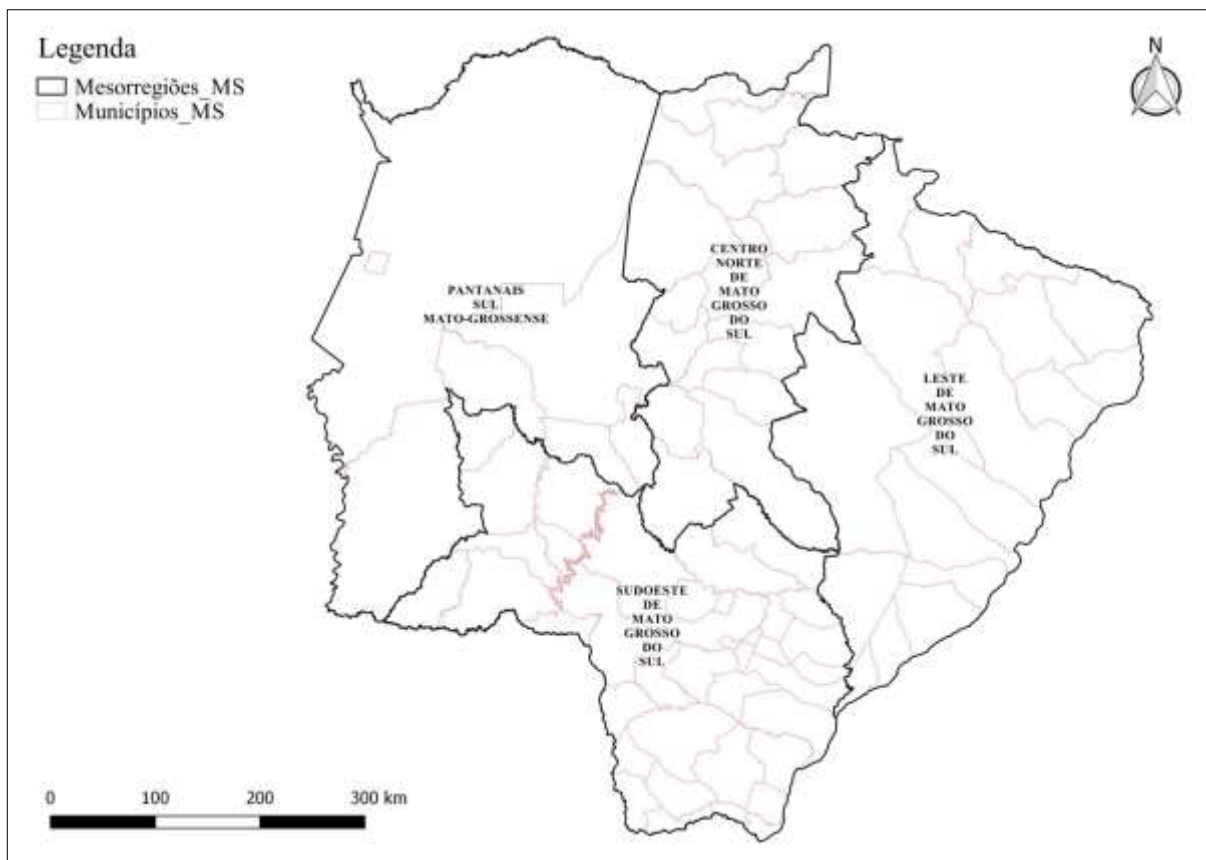 Legenda
Mesorregiões_MS
Municípios_MS
N
CENTRO
NORTE
DE
MATO
GROSSO
DO
SUL
PANTANAIS
SUL
MATO-GROSSENSE
LESTE
DE
MATO
GROSSO
DO
SUL
SUDOESTE
DE
MATO
GROSSO
DO
SUL
0 100 200 300 km